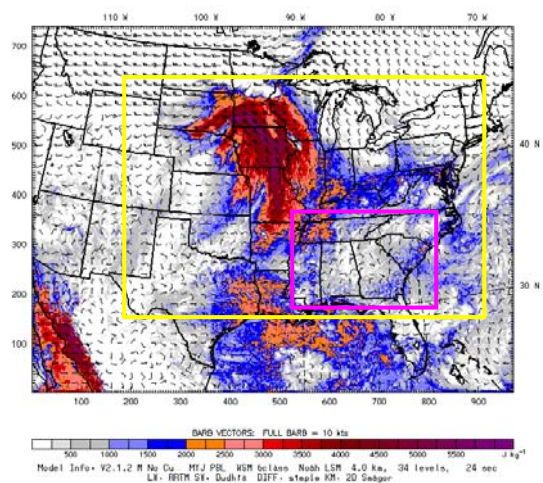 110 W 100 W 90 W 80 W 70 W
700
600
500
400
300
200
100
40 N
30 N
100 200 300 400 500 600 700 800 900
BARB VECTORS: FULL BARB = 10 kts
500 1000 1500 2000 2500 3000 3500 4000 4500 5000 5500 J kg-1
Model Info: V2.1.2 M No Cu MYJ PBL WSM 6class Noah LSM 4.0 km, 34 levels, 24 sec
LW: RRTM SW: Dudhia DIFF: simple KM: 2D Smagor